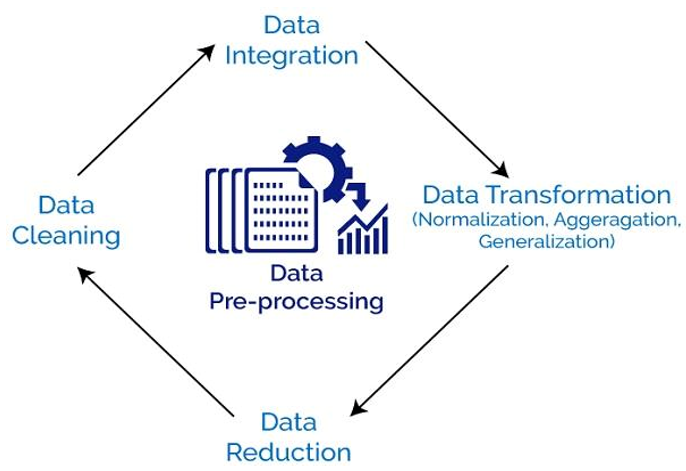 Data
Integration
Data Transformation
(Normalization, Aggeragation,
Generalization)
Data
Cleaning
Data
Pre-processing
Data
Reduction